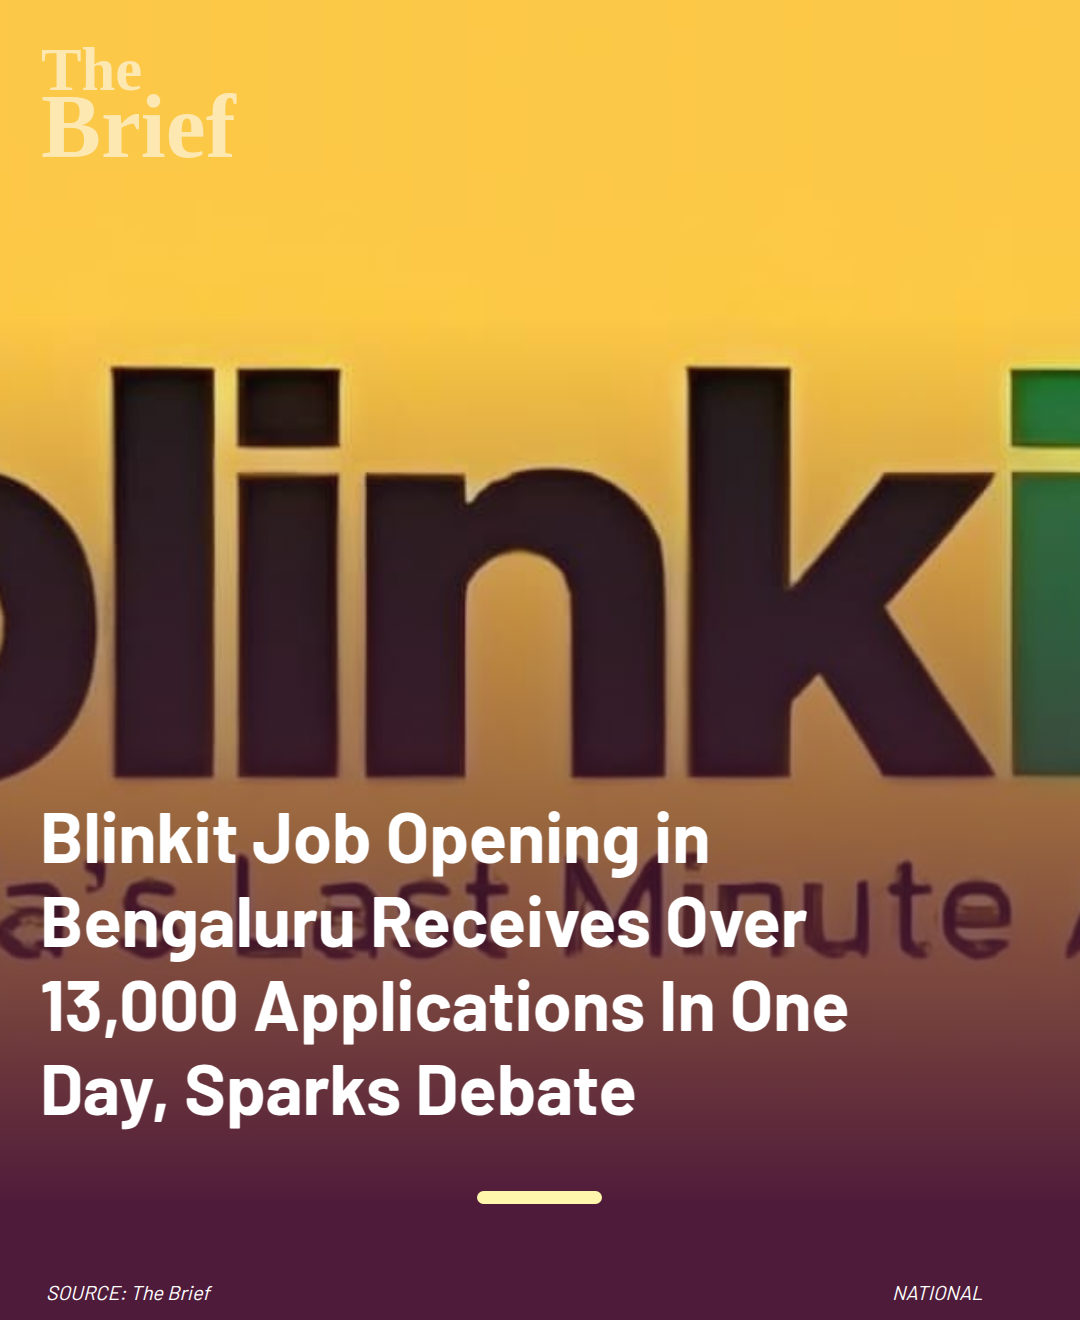 The
Brief
blinki
Blinkit Job Opening in
Bengaluru Receives Over
13,000 Applications In One
Day, Sparks Debate
a's Last Minute A
SOURCE: The Brief
NATIONAL